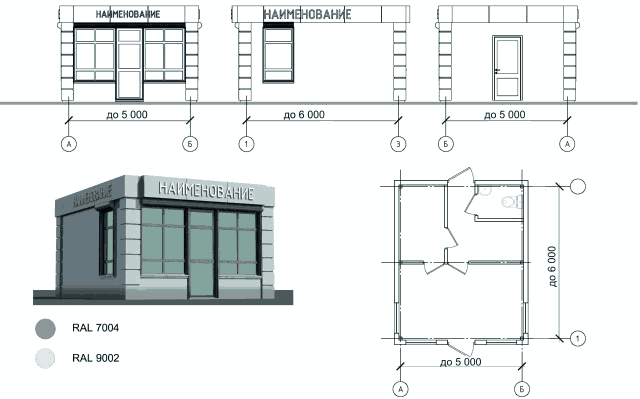 НАИМЕНОВАНИЕ
НАИМЕНОВАНИЕ
до 5 000
до 6 000
до 5 000
А
Б
1
3
Б
А
НАИМЕНОВАНИЕ
НАИМЕНОВАНИЕ
до 6 000
RAL 7004
RAL 9002
1
до 5 000
А
Б